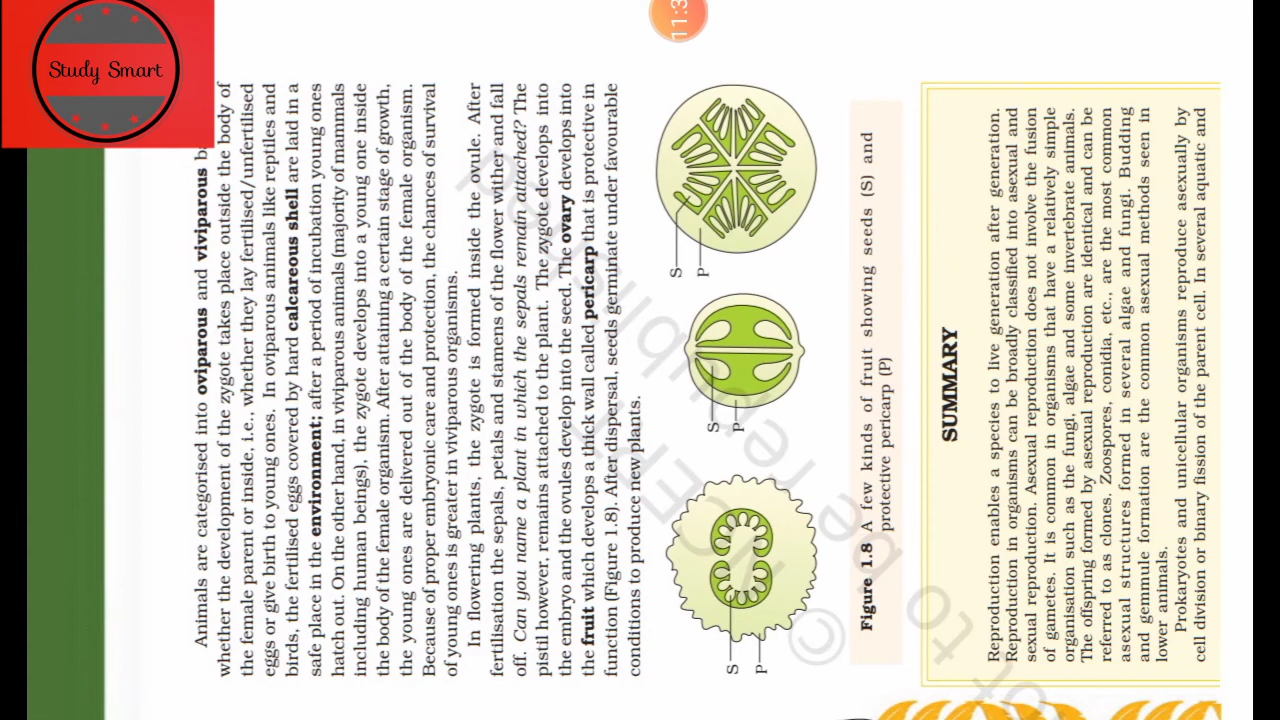 Study Smart
11:3
Animals are categorised into oviparous and viviparous
whether the development of the zygote takes place outside the body of
the female parent or inside, i.e., whether they lay fertilised/unfertilised
eggs or give birth to young ones. In oviparous animals like reptiles and
birds, the fertilised eggs covered by hard calcareous shell are laid in a
safe place in the environment; after a period of incubation young ones
hatch out. On the other hand, in viviparous animals (majority of mammals
including human beings), the zygote develops into a young one inside
the body of the female organism. After attaining a certain stage of growth,
the young ones are delivered out of the body of the female organism.
Because of proper embryonic care and protection, the chances of survival
of young ones is greater in viviparous organisms.
In flowering plants, the zygote is formed inside the ovule. After
fertilisation the sepals, petals and stamens of the flower wither and fall
off. Can you name a plant in which the sepals remain attached? The
pistil however, remains attached to the plant. The zygote develops into
the embryo and the ovules develop into the seed. The ovary develops into
the fruit which develops a thick wall called pericarp that is protective in
function (Figure 1.8). After dispersal, seeds germinate under favourable
conditions to produce new plants.
S
P
S
P
S
P
Figure 1.8 A few kinds of fruit showing seeds (S) and
protective pericarp (P)
SUMMARY
Reproduction enables a species to live generation after generation.
Reproduction in organisms can be broadly classified into asexual and
sexual reproduction. Asexual reproduction does not involve the fusion
of gametes. It is common in organisms that have a relatively simple
organisation such as the fungi, algae and some invertebrate animals.
The offspring formed by asexual reproduction are identical and can be
referred to as clones. Zoospores, conidia, etc., are the most common
asexual structures formed in several algae and fungi. Budding
and gemmule formation are the common asexual methods seen in
lower animals.
Prokaryotes and unicellular organisms reproduce asexually by
cell division or binary fission of the parent cell. In several aquatic and
© NCERT
not to be republished